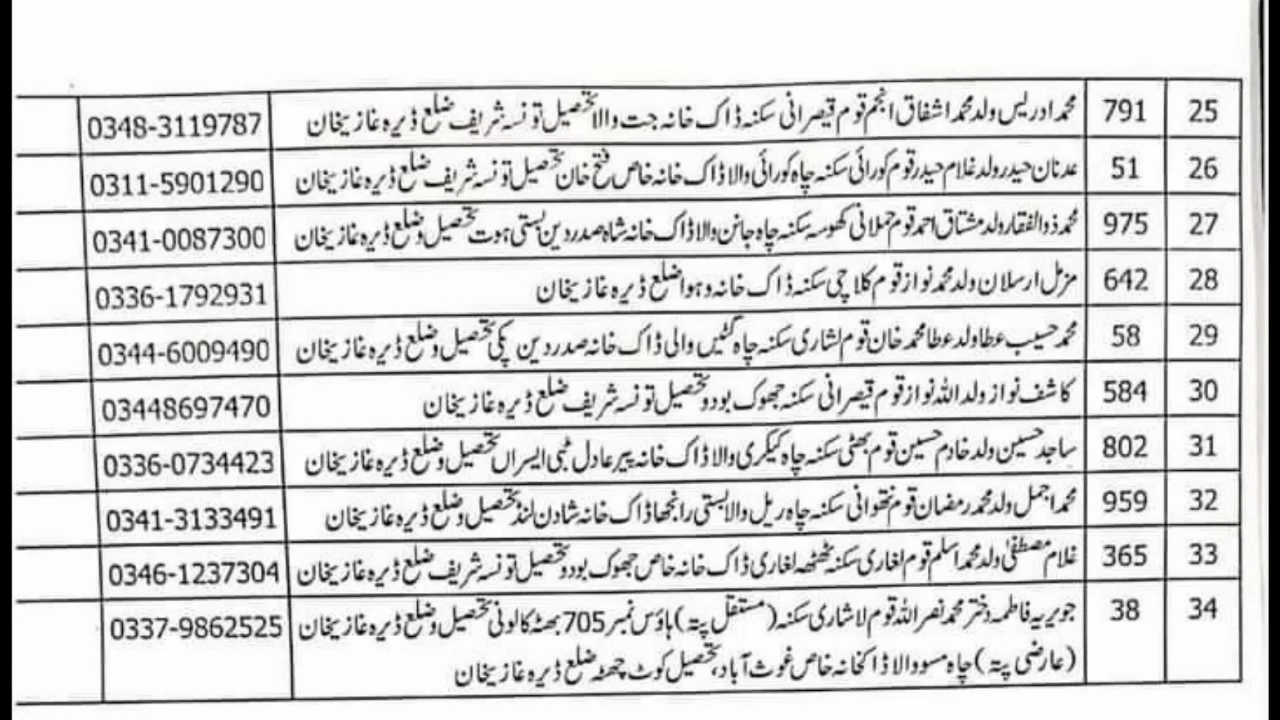 25 791 محمد ادریس ولد محمد اشفاق انجم قوم قیصرانی سکنہ ڈاک خانہ جت والا تحصیل تونسہ شریف ضلع ڈیرہ غازیخان 0348-3119787
26 51 عدنان حیدر ولد غلام حیدر قوم کورائی سکنہ چاہ کورائی والا ڈاک خانہ خاص فتح خان تحصیل تونسہ شریف ضلع ڈیرہ غازیخان 0311-5901290
27 975 محمد ذوالفقار ولد مشتاق احمد قوم جملانی کھوسہ سکنہ چاہ جانن والا ڈاک خانہ شاہ صدردین بستی ہوت تحصیل و ضلع ڈیرہ غازیخان 0341-0087300
28 642 مزمل ارسلان ولد محمد نواز قوم کلاچی سکنہ ڈاک خانہ وہوا ضلع ڈیرہ غازیخان 0336-1792931
29 58 محمد حسیب عطا ولد عطا محمد خان قوم لشاری سکنہ چاہ گئیں والی ڈاک خانہ صدردین پکی تحصیل و ضلع ڈیرہ غازیخان 0344-6009490
30 584 کاشف نواز ولد اللہ نواز قوم قیصرانی سکنہ جھوک بودو تحصیل تونسہ شریف ضلع ڈیرہ غازیخان 03448697470
31 802 ساجد حسین ولد خادم حسین قوم بھٹی سکنہ چاہ کیکری والا ڈاک خانہ پیر عادل ٹبی ایسراں تحصیل و ضلع ڈیرہ غازیخان 0336-0734423
32 959 محمد اجمل ولد محمد رمضان قوم نتھوانی سکنہ چاہ ریل والا بستی رانجھا ڈاک خانہ شادن لنڈ تحصیل و ضلع ڈیرہ غازیخان 0341-3133491
33 365 غلام مصطفیٰ ولد محمد اسلم قوم لغاری سکنہ ٹھٹھہ لغاری ڈاک خانہ خاص جھوک بودو تحصیل تونسہ شریف ضلع ڈیرہ غازیخان 0346-1237304
34 38 جویریہ فاطمہ دختر محمد نصر اللہ قوم لاشاری سکنہ (مستقل پتہ) ہاؤس نمبر 705 بھٹہ کالونی تحصیل و ضلع ڈیرہ غازیخان 0337-9862525
(عارضی پتہ) چاہ مسووالا ڈاکخانہ خاص غوث آباد، تحصیل کوٹ چھٹہ ضلع ڈیرہ غازیخان